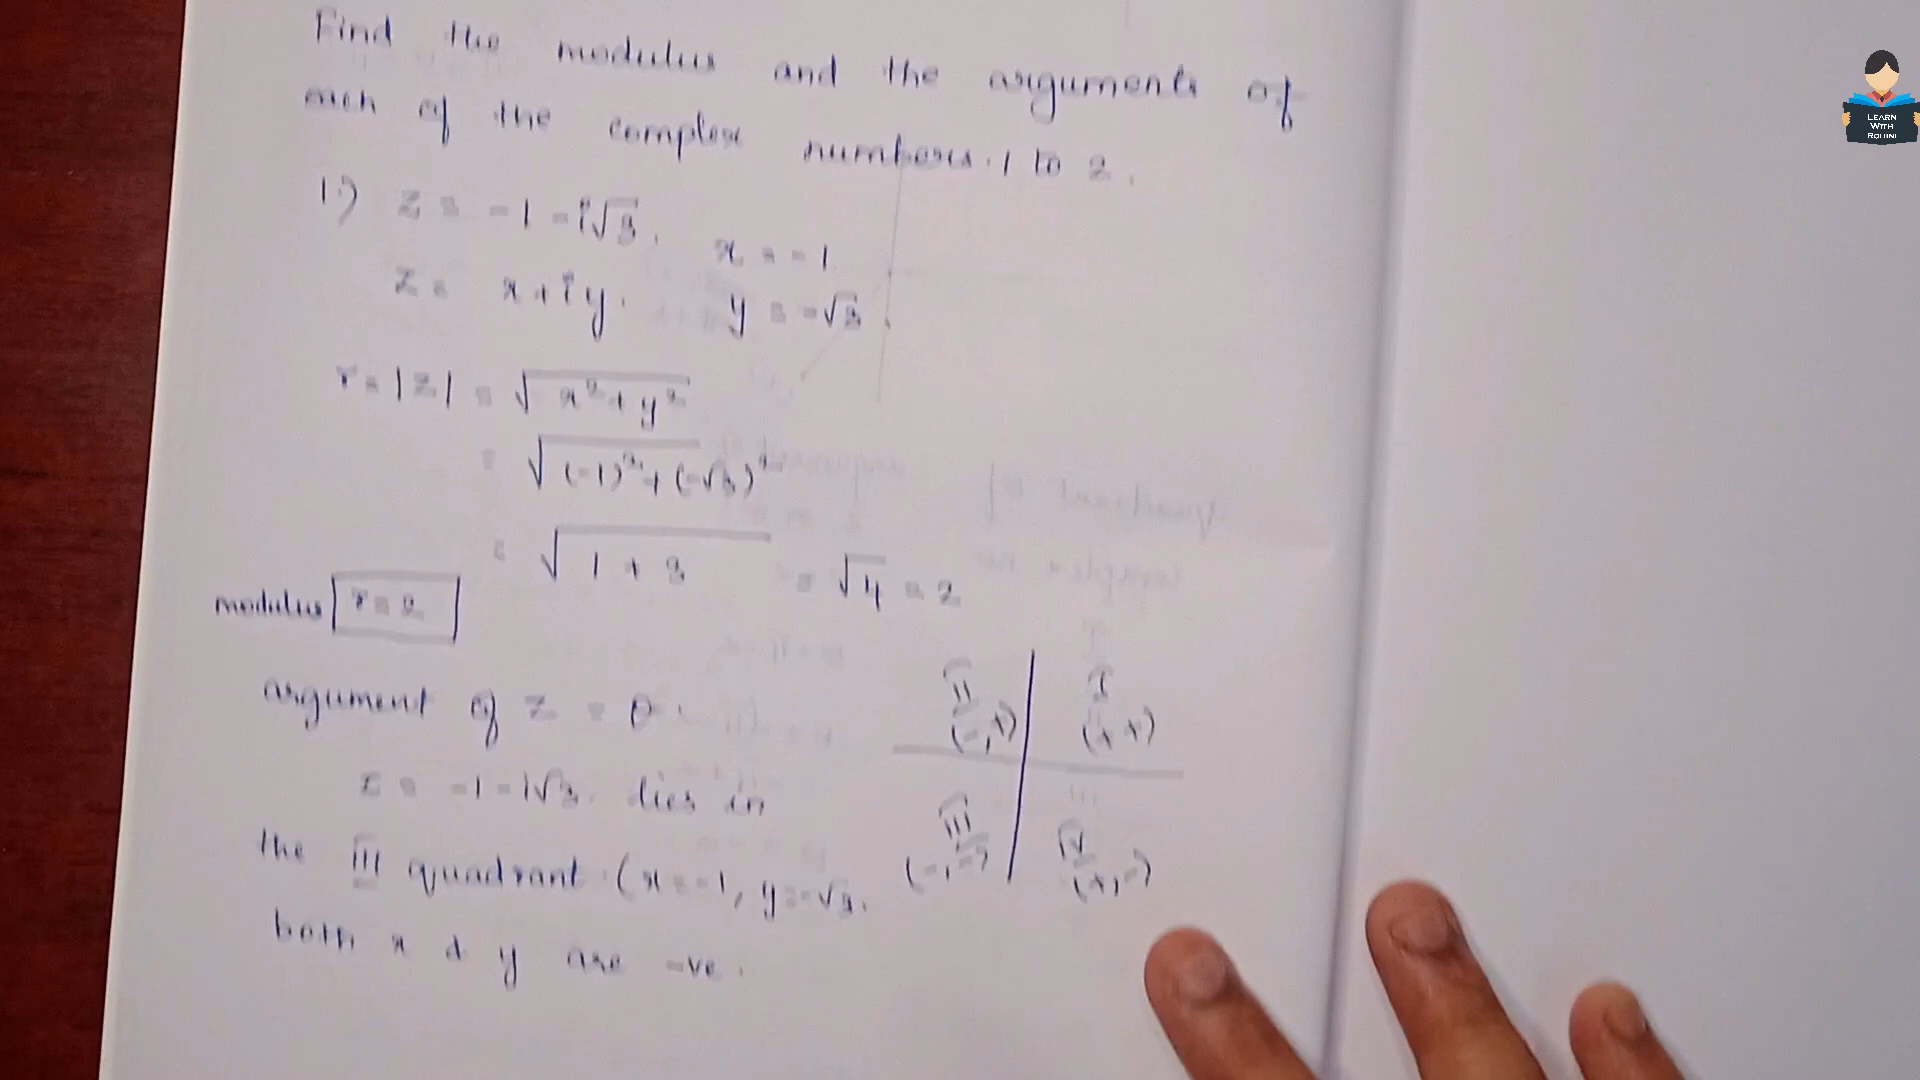 Find the modulus and the arguments of
each of the complex numbers. 1 to 2.
1.) z = -1 - i√3. x = -1
z = x + iy. y = -√3.
r = |z| = √x² + y²
= √(-1)² + (-√3)²
= √1 + 3 = √4 = 2
modulus r = 2
argument of z = θ.
z = -1 - i√3. lies in
the III quadrant. (x = -1, y = -√3.
both x & y are -ve.
II I
(-,+) (+ +)
III IV
(-,-) (+,-)
LEARN
WITH
ROHINI